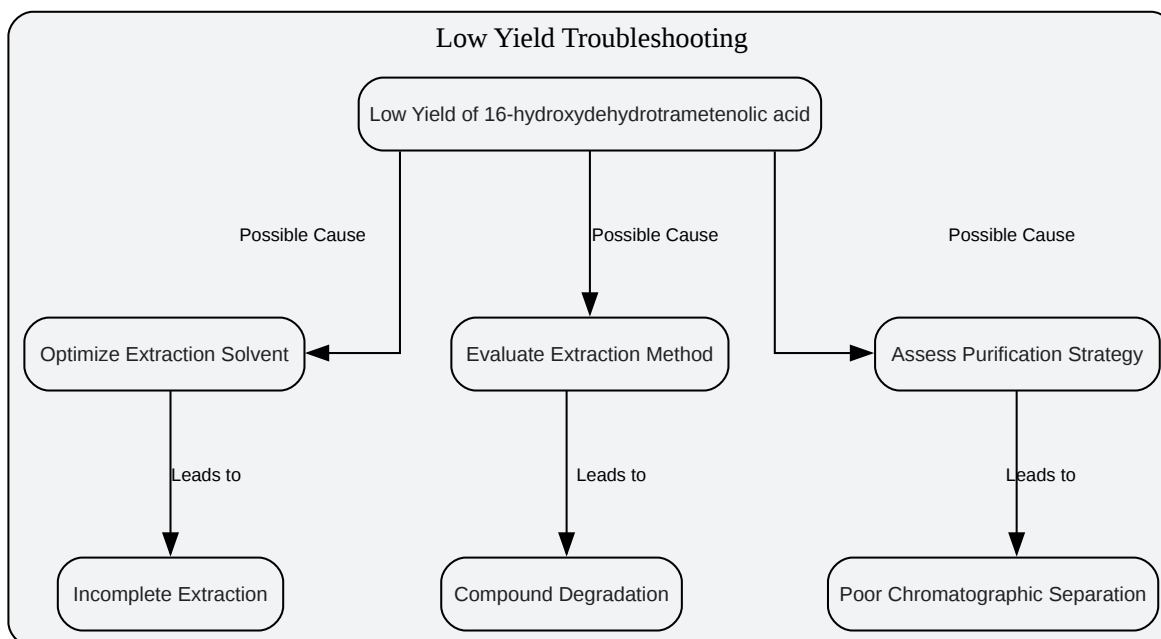 Low Yield Troubleshooting
Low Yield of 16-hydroxydehydrotrametenolic acid
Possible Cause
Possible Cause
Possible Cause
Optimize Extraction Solvent
Evaluate Extraction Method
Assess Purification Strategy
Leads to
Leads to
Leads to
Incomplete Extraction
Compound Degradation
Poor Chromatographic Separation